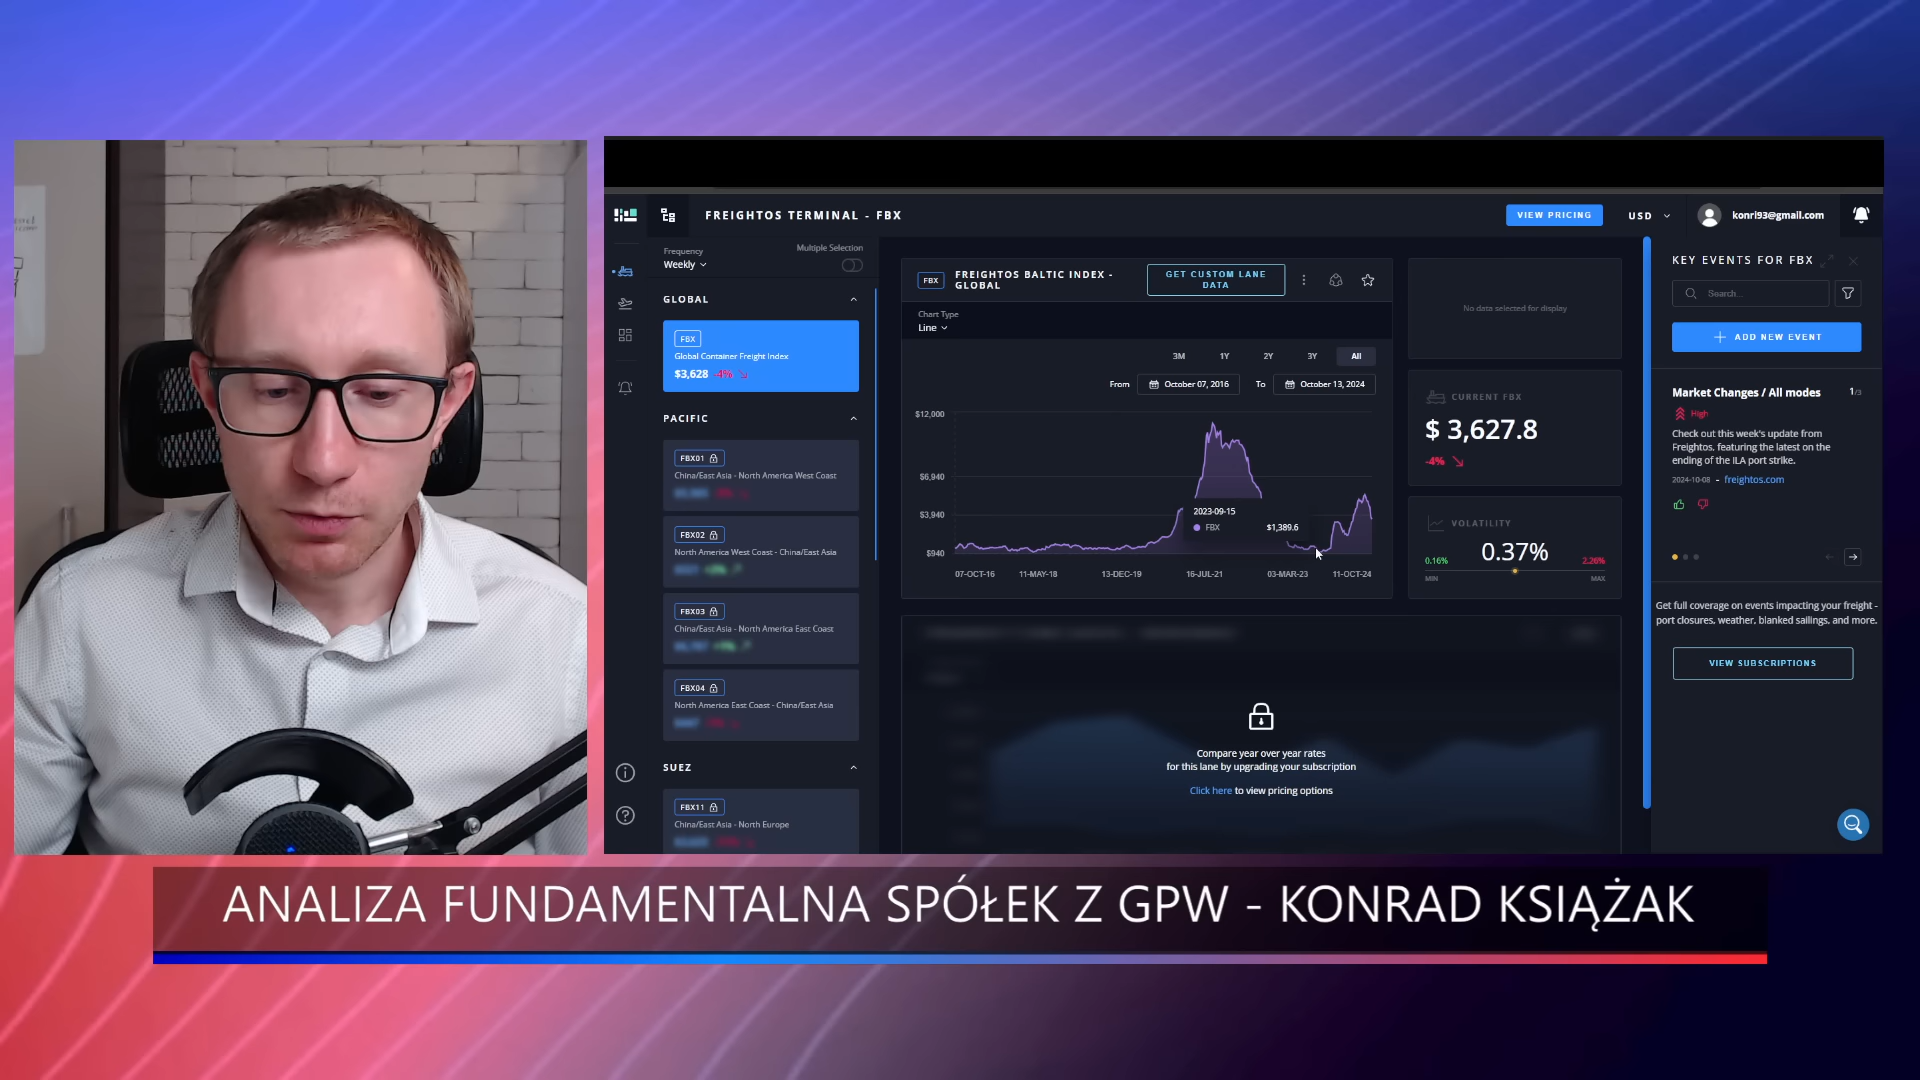 FREIGHTOS TERMINAL - FBX
VIEW PRICING
USD
konri93@gmail.com
Frequency
Weekly
Multiple Selection
GLOBAL
FBX
Global Container Freight Index
$3,628 -4%
PACIFIC
FBX01
China/East Asia - North America West Coast
FBX02
North America West Coast - China/East Asia
FBX03
China/East Asia - North America East Coast
FBX04
North America East Coast - China/East Asia
SUEZ
FBX11
China/East Asia - North Europe
FBX
FREIGHTOS BALTIC INDEX -
GLOBAL
GET CUSTOM LANE
DATA
Chart Type
Line
3M 1Y 2Y 3Y All
From October 07, 2016 To October 13, 2024
$12,000
$6,940
$3,940
$940
2023-09-15
FBX $1,389.6
07-OCT-16 11-MAY-18 13-DEC-19 16-JUL-21 03-MAR-23 11-OCT-24
No data selected for display
CURRENT FBX
$ 3,627.8
-4%
VOLATILITY
0.16% 0.37% 2.26%
MIN MAX
Compare year over year rates
for this lane by upgrading your subscription
Click here to view pricing options
KEY EVENTS FOR FBX
Search...
ADD NEW EVENT
Market Changes / All modes 1/3
High
Check out this week's update from
Freightos, featuring the latest on the
ending of the ILA port strike.
2024-10-08 - freightos.com
Get full coverage on events impacting your freight -
port closures, weather, blanked sailings, and more.
VIEW SUBSCRIPTIONS
ANALIZA FUNDAMENTALNA SPÓŁEK Z GPW - KONRAD KSIĄŻAK